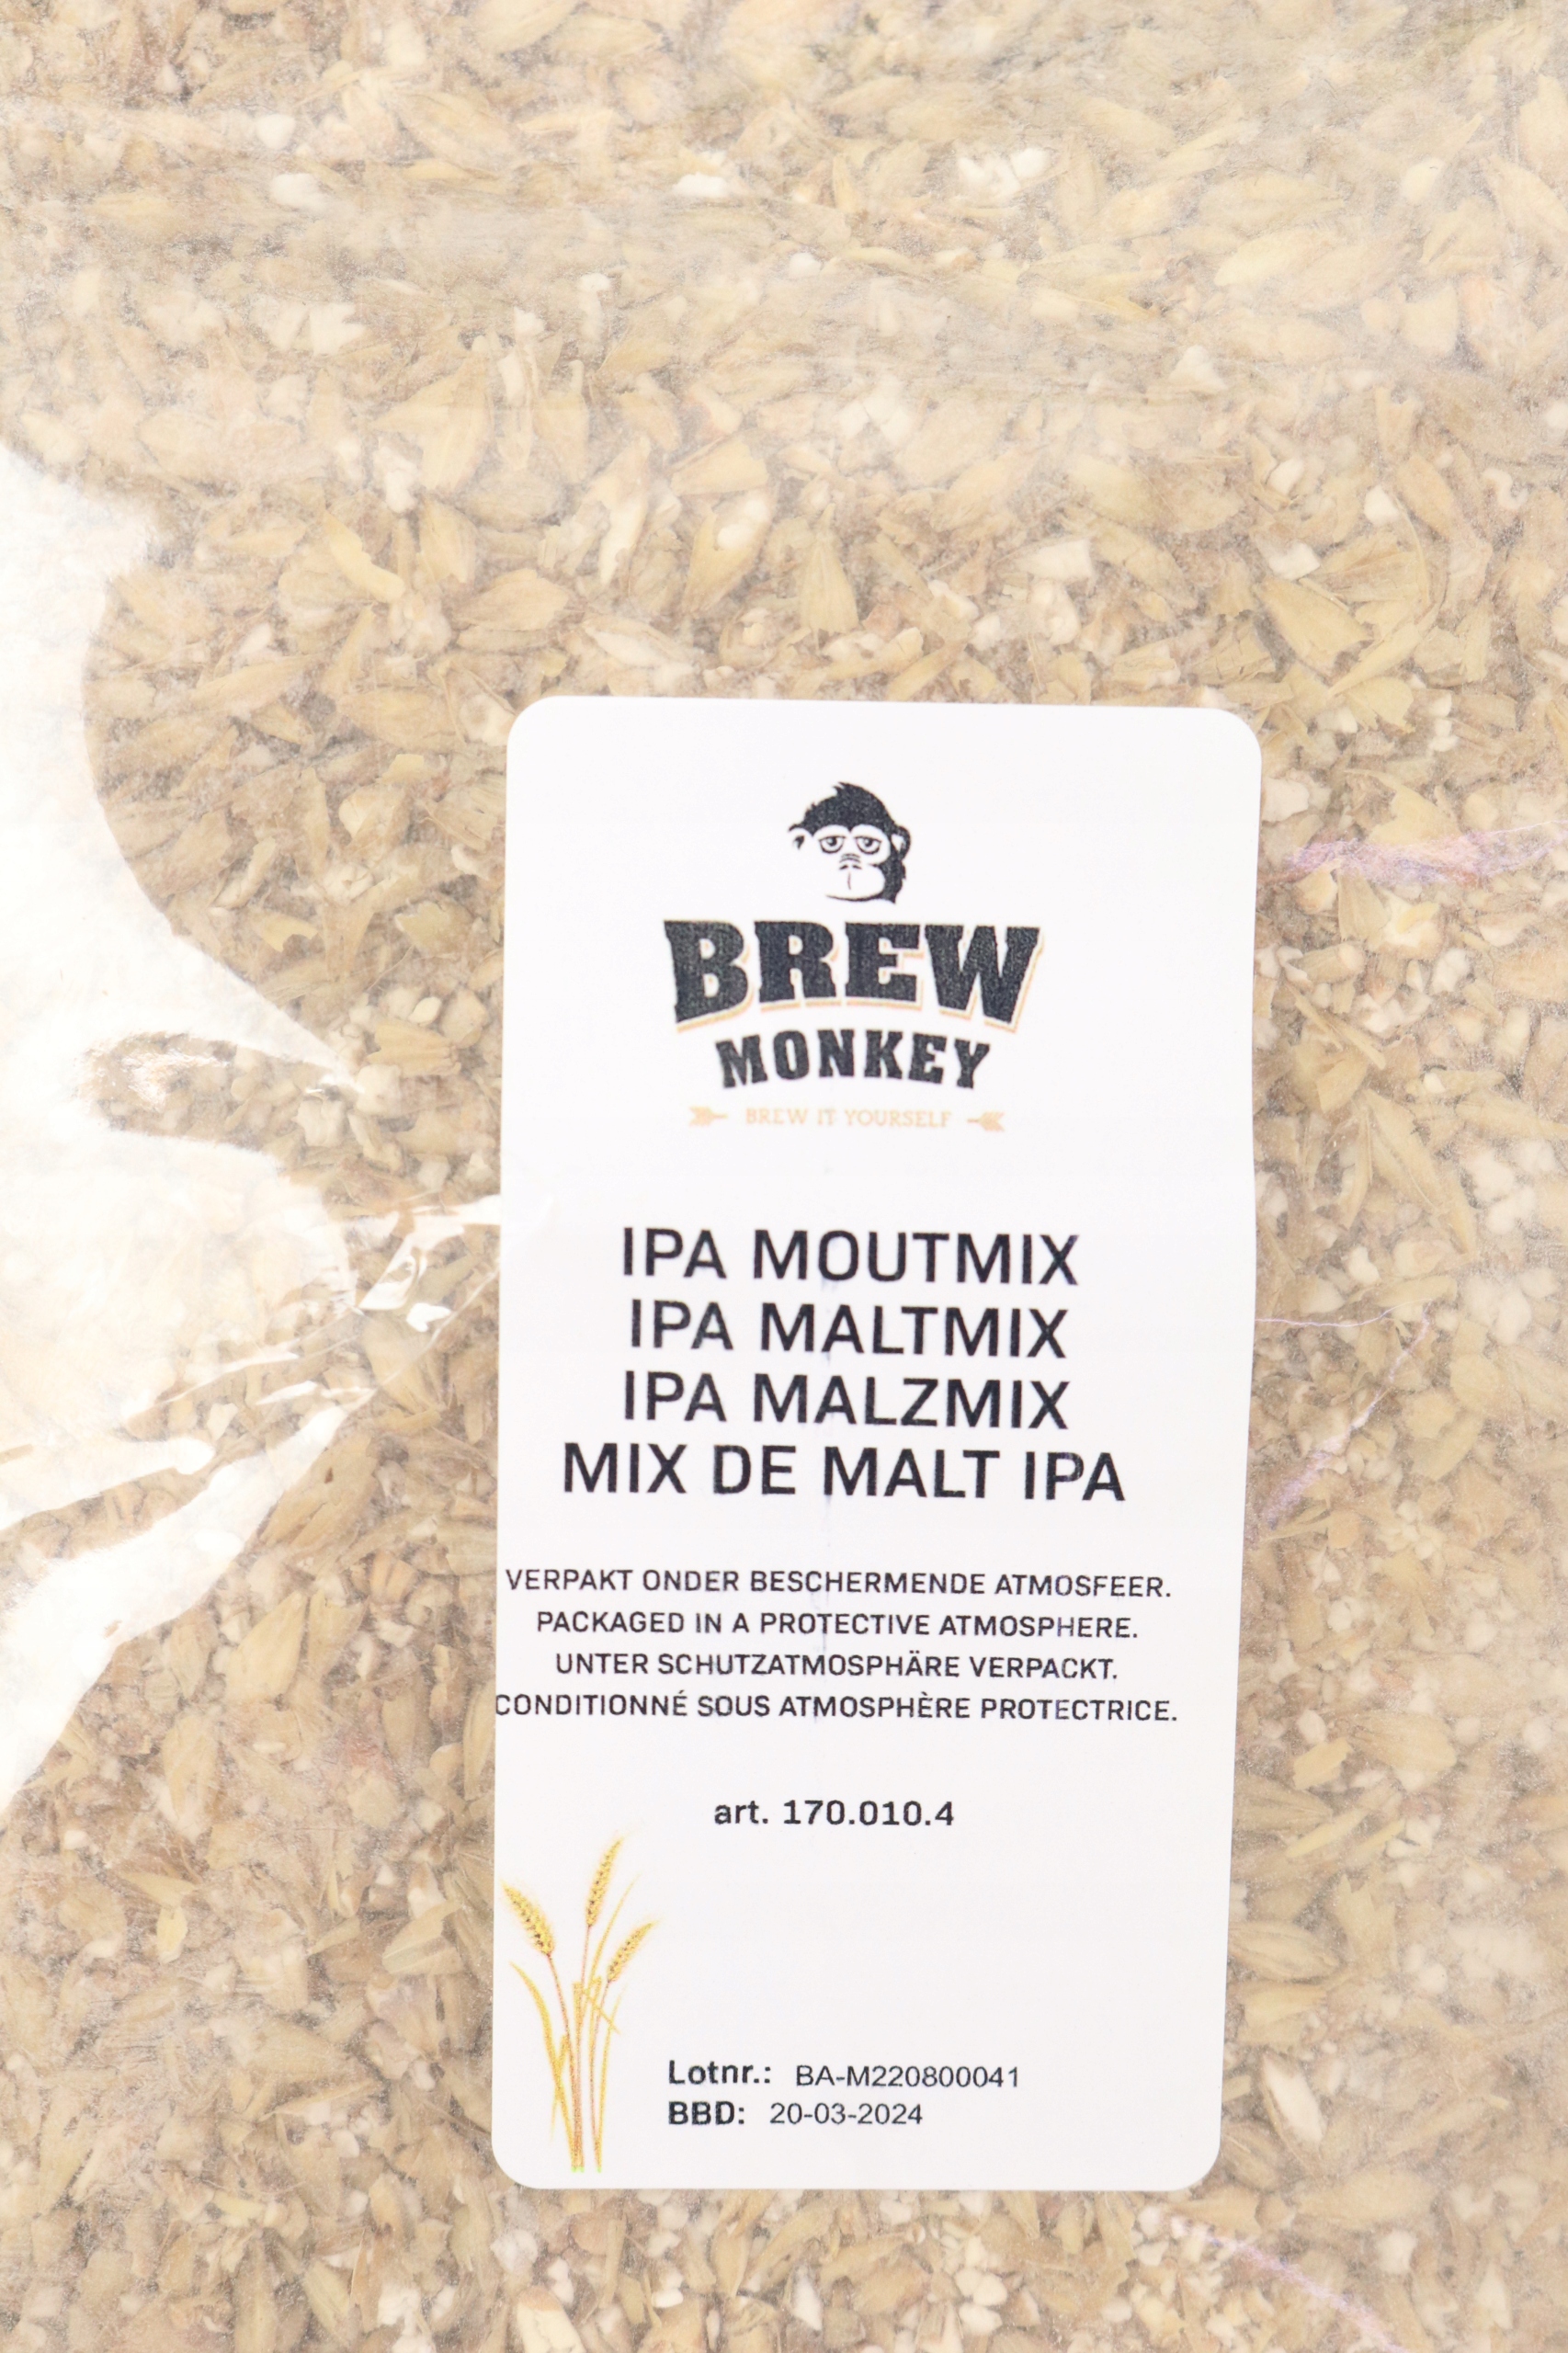 BREW
MONKEY
BREW IT YOURSELF
IPA MOUTMIX
IPA MALTMIX
IPA MALZMIX
MIX DE MALT IPA
VERPAKT ONDER BESCHERMENDE ATMOSFEER.
PACKAGED IN A PROTECTIVE ATMOSPHERE.
UNTER SCHUTZATMOSPHÄRE VERPACKT.
CONDITIONNÉ SOUS ATMOSPHÈRE PROTECTRICE.
art. 170.010.4
Lotnr.: BA-M220800041
BBD: 20-03-2024